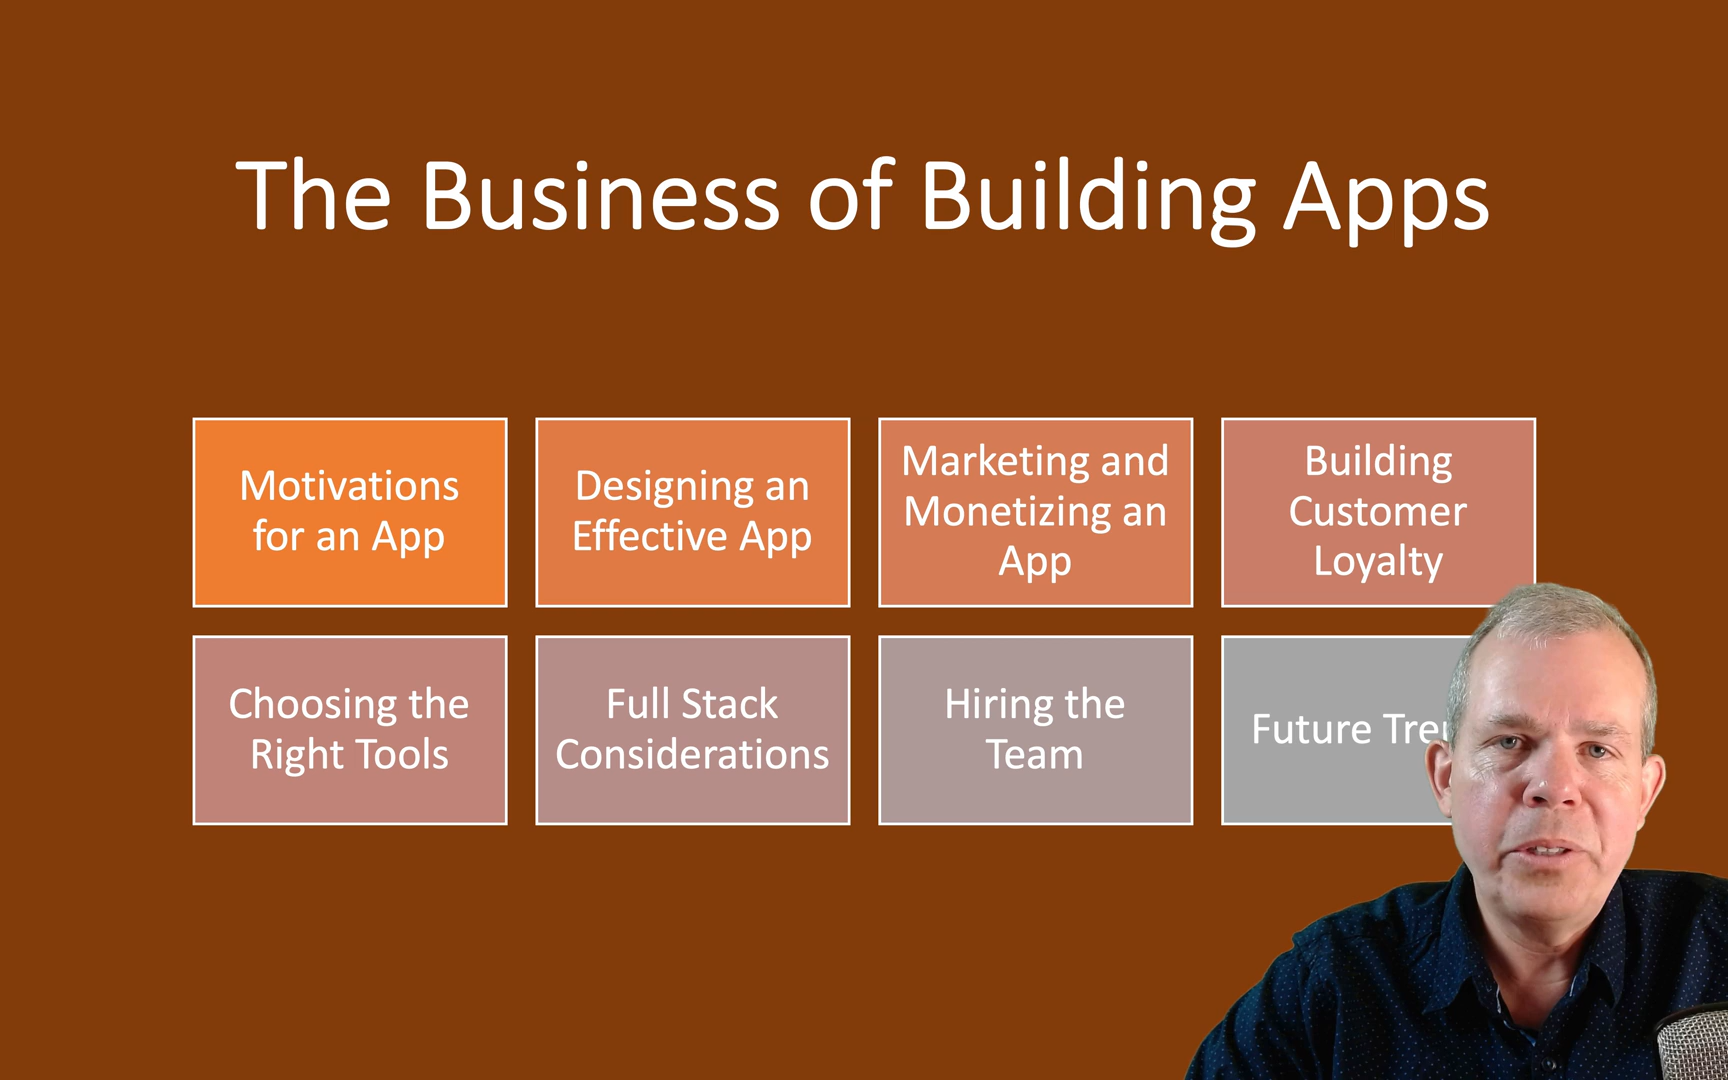 The Business of Building Apps
Motivations
for an App
Designing an
Effective App
Marketing and
Monetizing an
App
Building
Customer
Loyalty
Choosing the
Right Tools
Full Stack
Considerations
Hiring the
Team
Future